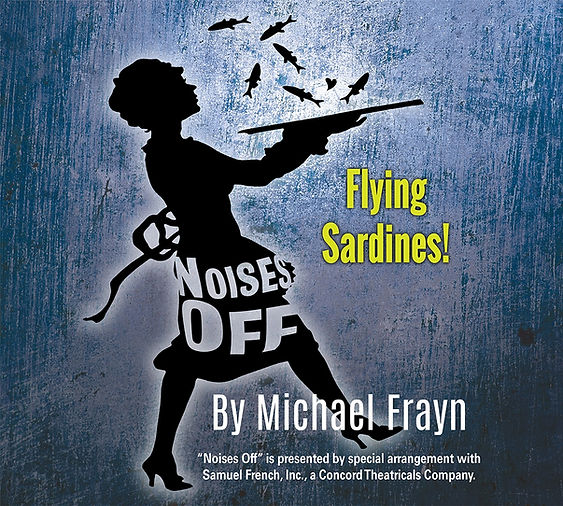 Flying
Sardines!
NOISES
OFF
By Michael Frayn
“Noises Off” is presented by special arrangement with
Samuel French, Inc., a Concord Theatricals Company.